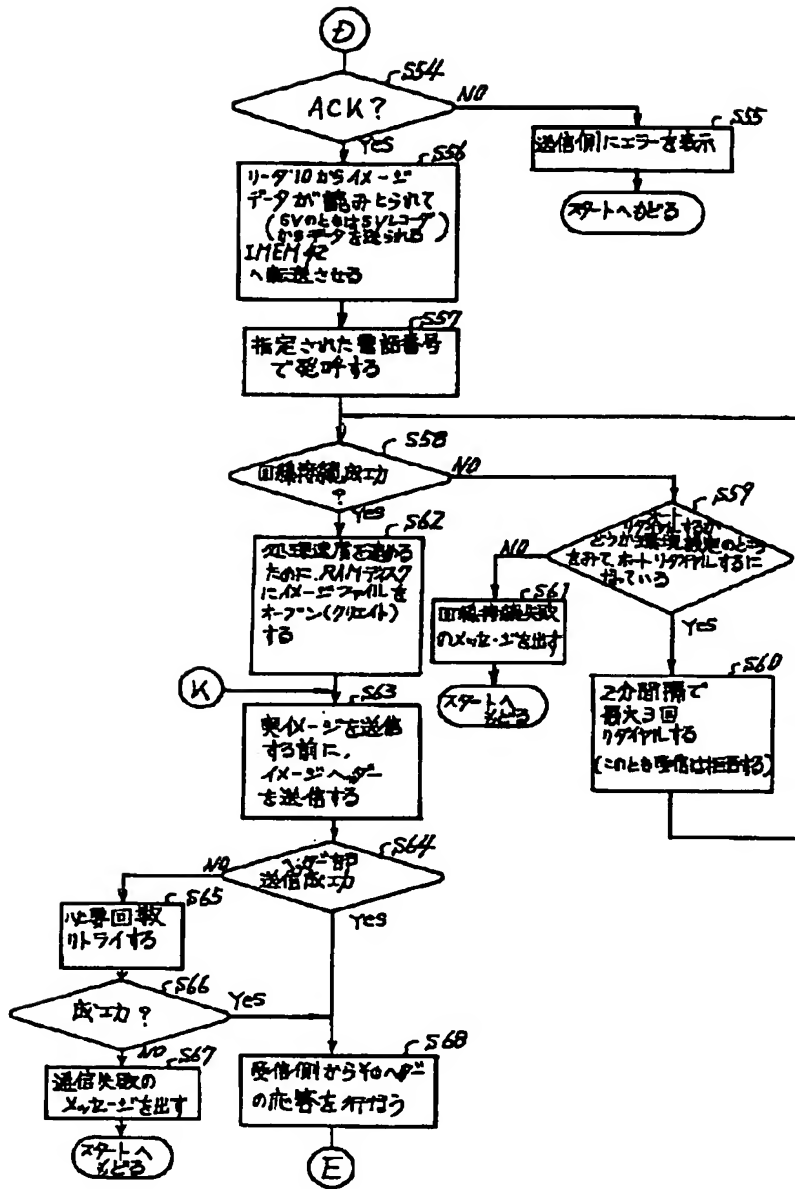 D
S54
ACK?
NO
YES
S55
送信側にエラーを表示
スタートへもどる
S56
リーダ10からイメージ
データが読みとられて
(SVのときはSVレコーダ
からデータを送られる)
IMEM42
へ転送させる
S57
指定された電話番号
で発呼する
S58
回線接続成功
?
NO
YES
S59
オート
リダイヤルするか
どうか環境設定のところ
をみて、オートリダイヤルするに
なっている
NO
YES
S60
2分間隔で
最大3回
リダイヤルする
(このとき受信は拒否する)
S61
回線接続失敗
のメッセージを出す
スタートへ
もどる
S62
処理速度を速める
ために、RAMディスク
にイメージファイルを
オープン(クリエイト)
する
K
S63
実イメージを送信
する前に、
イメージヘッダー
を送信する
S64
ヘッダー部
送信成功
NO
YES
S65
必要回数
リトライする
S66
成功?
YES
NO
S67
通信失敗の
メッセージを出す
スタートへ
もどる
S68
受信側からそのヘッダー
の応答を行なう
E